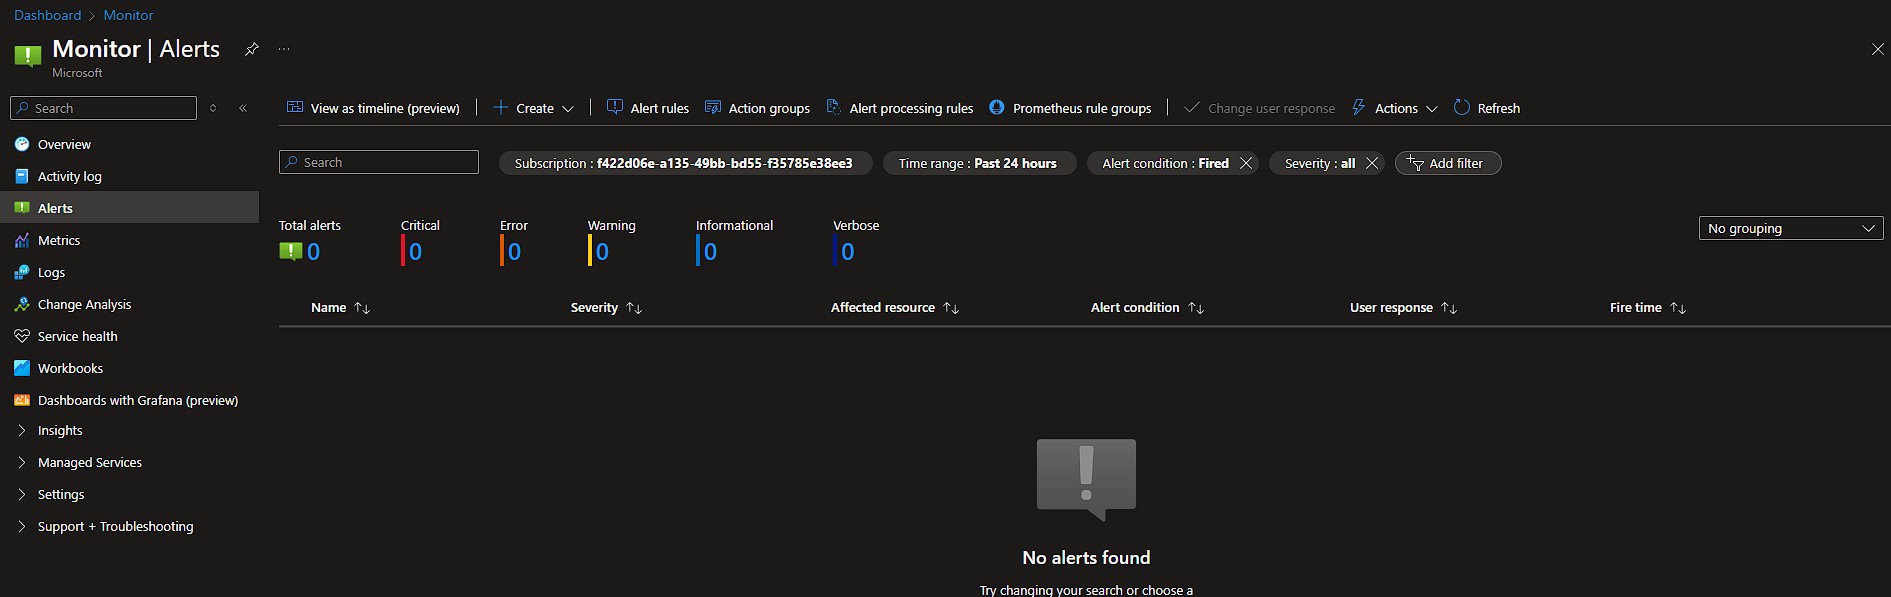 Dashboard > Monitor
Monitor | Alerts ...
Microsoft
Search
Overview
Activity log
Alerts
Metrics
Logs
Change Analysis
Service health
Workbooks
Dashboards with Grafana (preview)
Insights
Managed Services
Settings
Support + Troubleshooting
View as timeline (preview) | Create | Alert rules Action groups Alert processing rules Prometheus rule groups | Change user response Actions Refresh
Search Subscription : f422d06e-a135-49bb-bd55-f35785e38ee3 Time range : Past 24 hours Alert condition : Fired Severity : all Add filter
Total alerts Critical Error Warning Informational Verbose
0 0 0 0 0 0
No grouping
Name Severity Affected resource Alert condition User response Fire time
No alerts found
Try changing your search or choose a